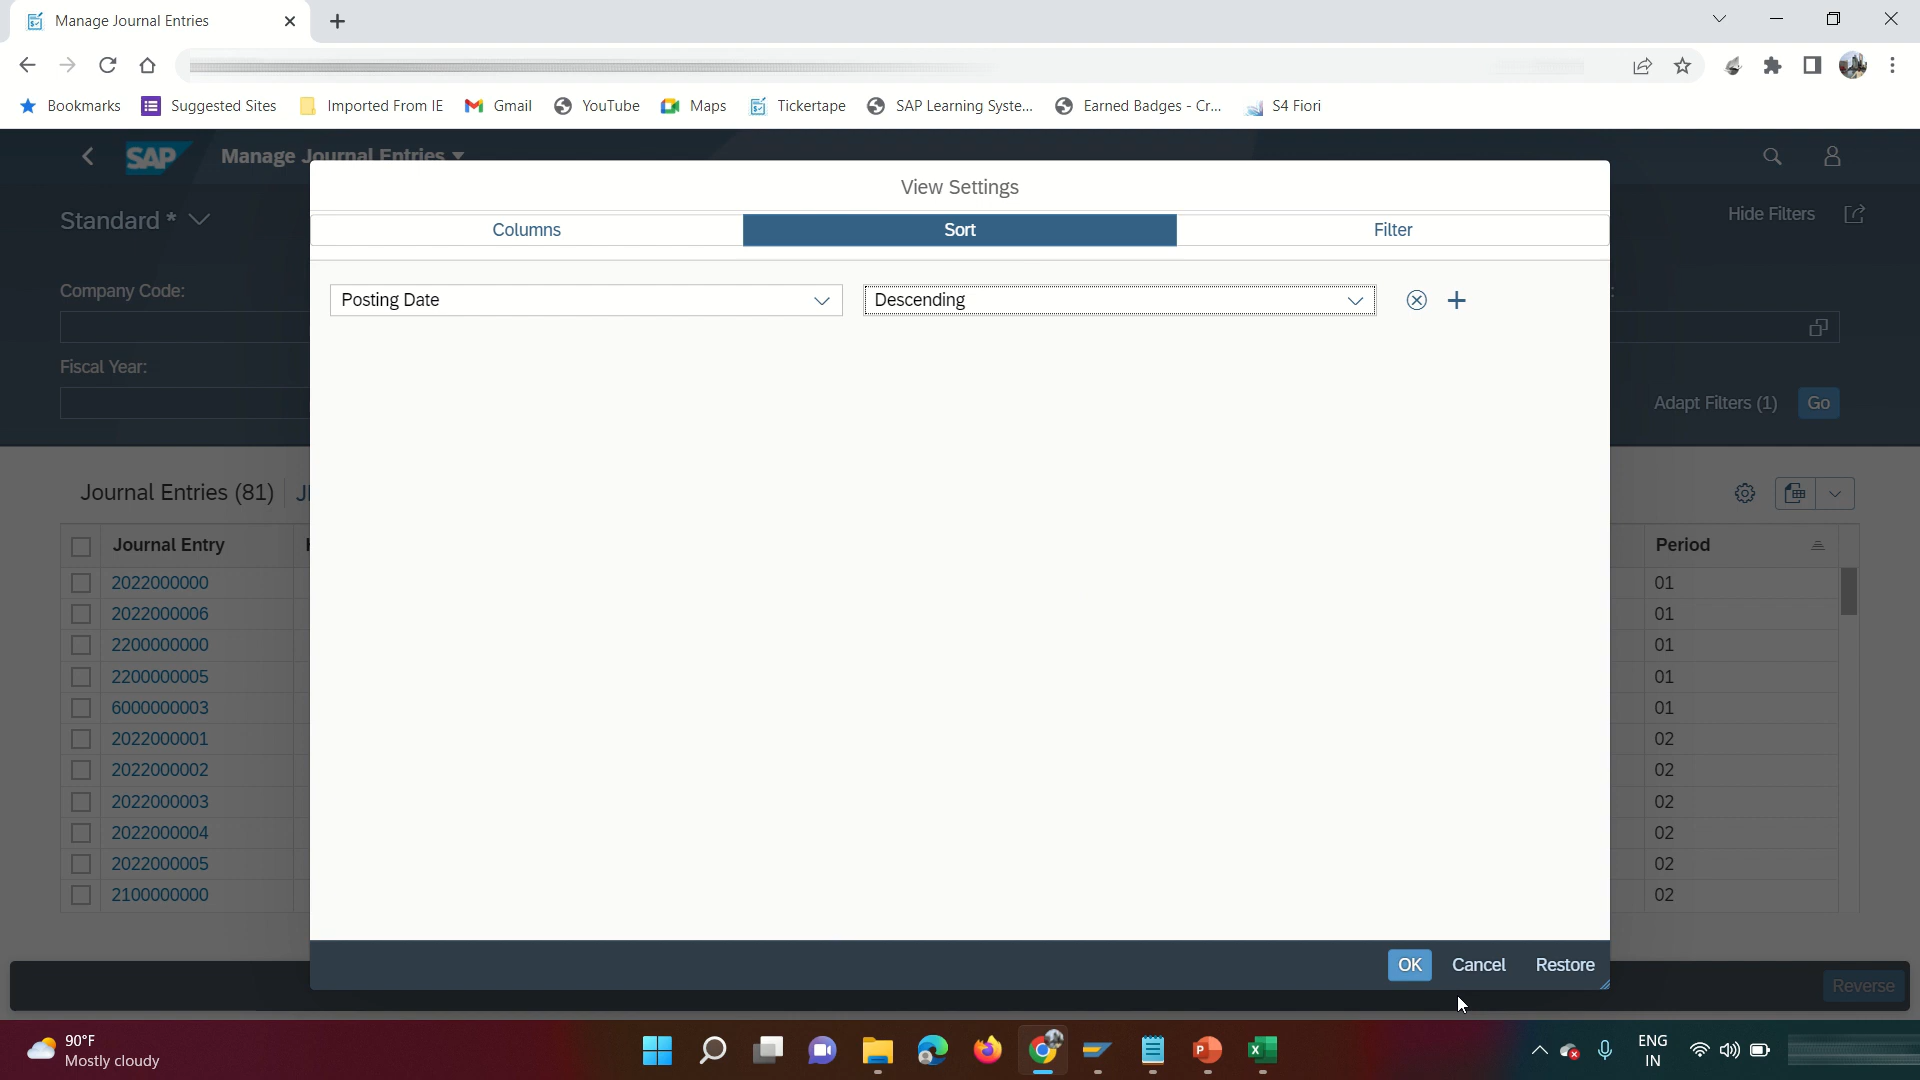 Manage Journal Entries
Bookmarks
Suggested Sites
Imported From IE
Gmail
YouTube
Maps
Tickertape
SAP Learning Syste...
Earned Badges - Cr...
S4 Fiori
SAP
Manage Journal Entries
Standard *
Hide Filters
Company Code:
Fiscal Year:
Adapt Filters (1)
Go
View Settings
Columns
Sort
Filter
Posting Date
Descending
Journal Entries (81)
Journal Entry
Period
2022000000
01
2022000006
01
2200000000
01
2200000005
01
6000000003
01
2022000001
02
2022000002
02
2022000003
02
2022000004
02
2022000005
02
2100000000
02
OK
Cancel
Restore
Reverse
90°F
Mostly cloudy
ENG
IN